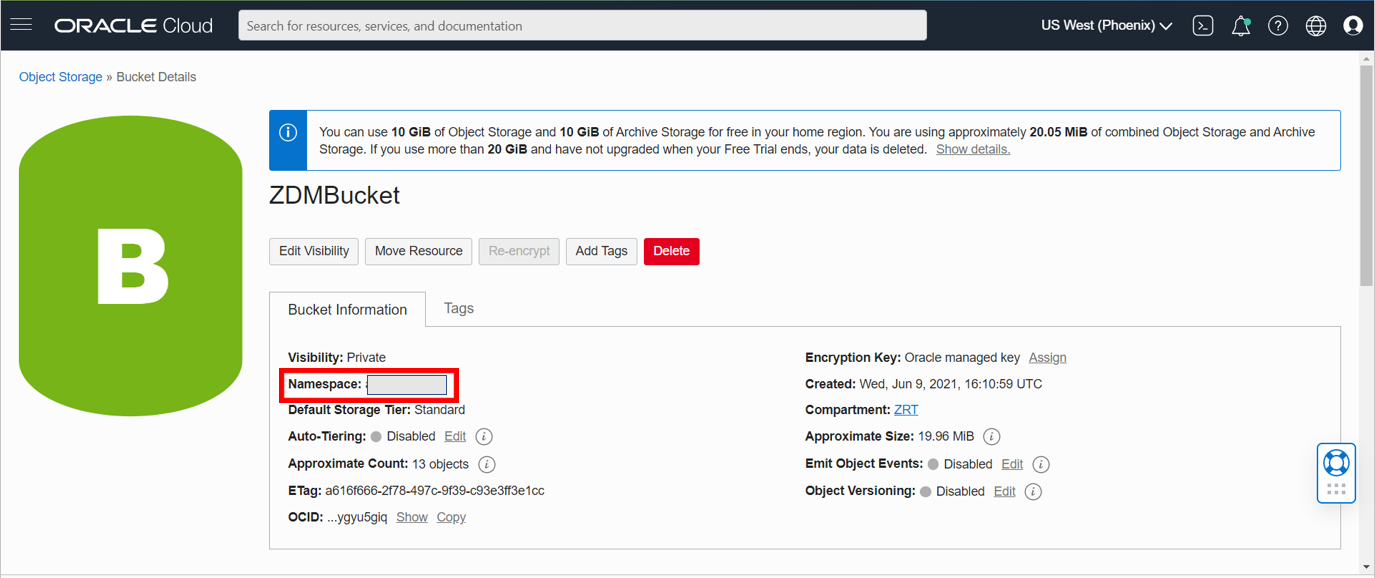 ORACLE Cloud
Search for resources, services, and documentation
US West (Phoenix)
Object Storage » Bucket Details
B
You can use 10 GiB of Object Storage and 10 GiB of Archive Storage for free in your home region. You are using approximately 20.05 MiB of combined Object Storage and Archive
Storage. If you use more than 20 GiB and have not upgraded when your Free Trial ends, your data is deleted. Show details.
ZDMBucket
Edit Visibility Move Resource Re-encrypt Add Tags Delete
Bucket Information Tags
Visibility: Private
Namespace:
Default Storage Tier: Standard
Auto-Tiering: Disabled Edit
Approximate Count: 13 objects
ETag: a616f666-2f78-497c-9f39-c93e3ff3e1cc
OCID: ...ygyu5giq Show Copy
Encryption Key: Oracle managed key Assign
Created: Wed, Jun 9, 2021, 16:10:59 UTC
Compartment: ZRT
Approximate Size: 19.96 MiB
Emit Object Events: Disabled Edit
Object Versioning: Disabled Edit